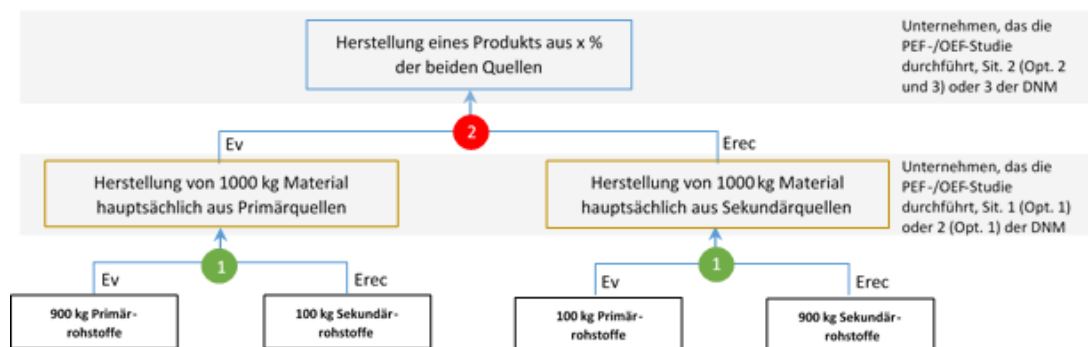 Herstellung eines Produkts aus x %
der beiden Quellen
Unternehmen, das die
PEF-/OEF-Studie
durchführt, Sit. 2 (Opt. 2
und 3) oder 3 der DNM
2
Ev
Erec
Herstellung von 1000 kg Material
hauptsächlich aus Primärquellen
Herstellung von 1000 kg Material
hauptsächlich aus Sekundärquellen
Unternehmen, das die
PEF-/OEF-Studie
durchführt, Sit. 1 (Opt. 1)
oder 2 (Opt. 1) der DNM
1
Ev
Erec
1
Ev
Erec
900 kg Primär-
rohstoffe
100 kg Sekundär-
rohstoffe
100 kg Primär-
rohstoffe
900 kg Sekundär-
rohstoffe